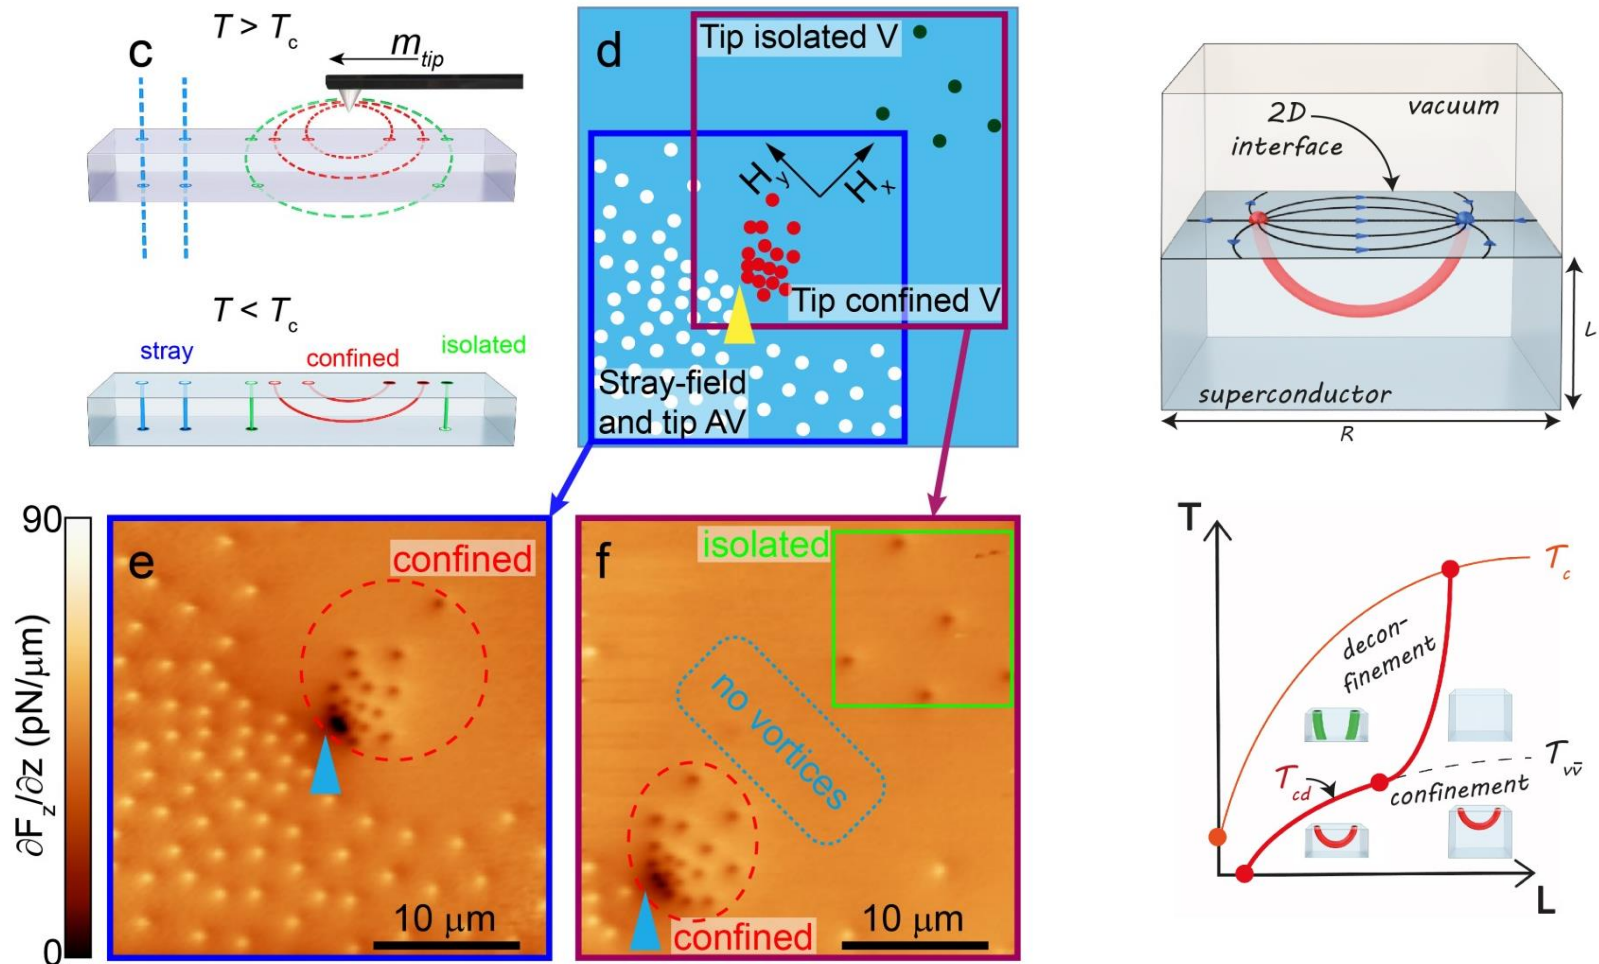 c
T > Tc
mtip
T < Tc
stray
confined
isolated
d
Tip isolated V
Hy
Hx
Tip confined V
Stray-field
and tip AV
vacuum
2D
interface
superconductor
L
R
90
∂Fz/∂z (pN/μm)
0
e
confined
10 μm
f
isolated
no vortices
confined
10 μm
T
Tc
decon-
finement
Tvv̄
Tcd
confinement
L